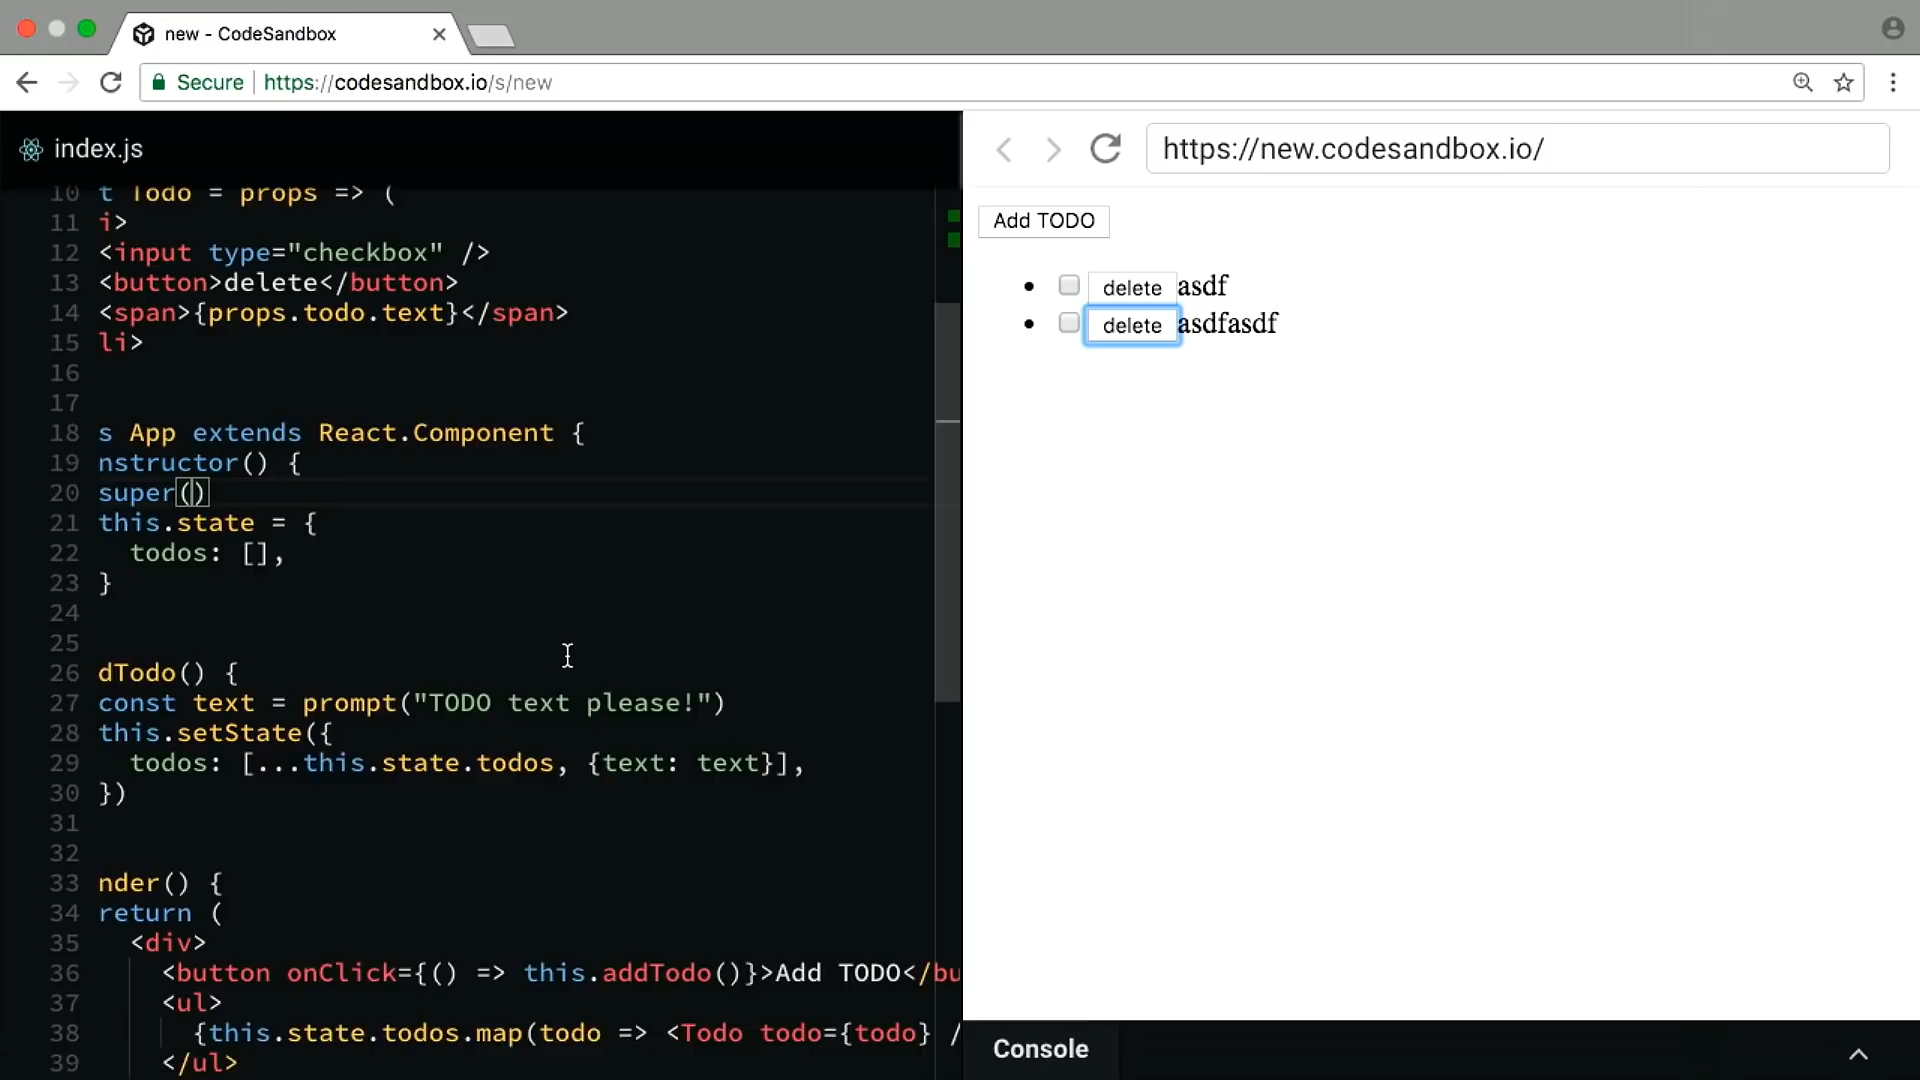 new - CodeSandbox
Secure https://codesandbox.io/s/new
index.js
10 t Todo = props => (
11 i>
12 <input type="checkbox" />
13 <button>delete</button>
14 <span>{props.todo.text}</span>
15 li>
16
17
18 s App extends React.Component {
19 nstructor() {
20 super()
21 this.state = {
22 todos: [],
23 }
24
25
26 dTodo() {
27 const text = prompt("TODO text please!")
28 this.setState({
29 todos: [...this.state.todos, {text: text}],
30 })
31
32
33 nder() {
34 return (
35 <div>
36 <button onClick={() => this.addTodo()}>Add TODO</bu
37 <ul>
38 {this.state.todos.map(todo => <Todo todo={todo} /
39 </ul>
https://new.codesandbox.io/
Add TODO
delete asdf
delete asdfasdf
Console